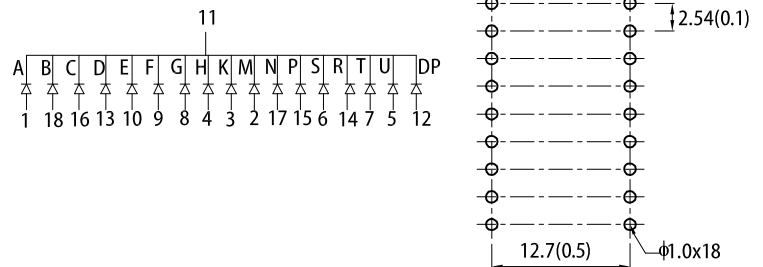 11
A B C D E F G H K M N P S R T U DP
1 18 16 13 10 9 8 4 3 2 17 15 6 14 7 5 12
2.54(0.1)
12.7(0.5)
ϕ1.0x18